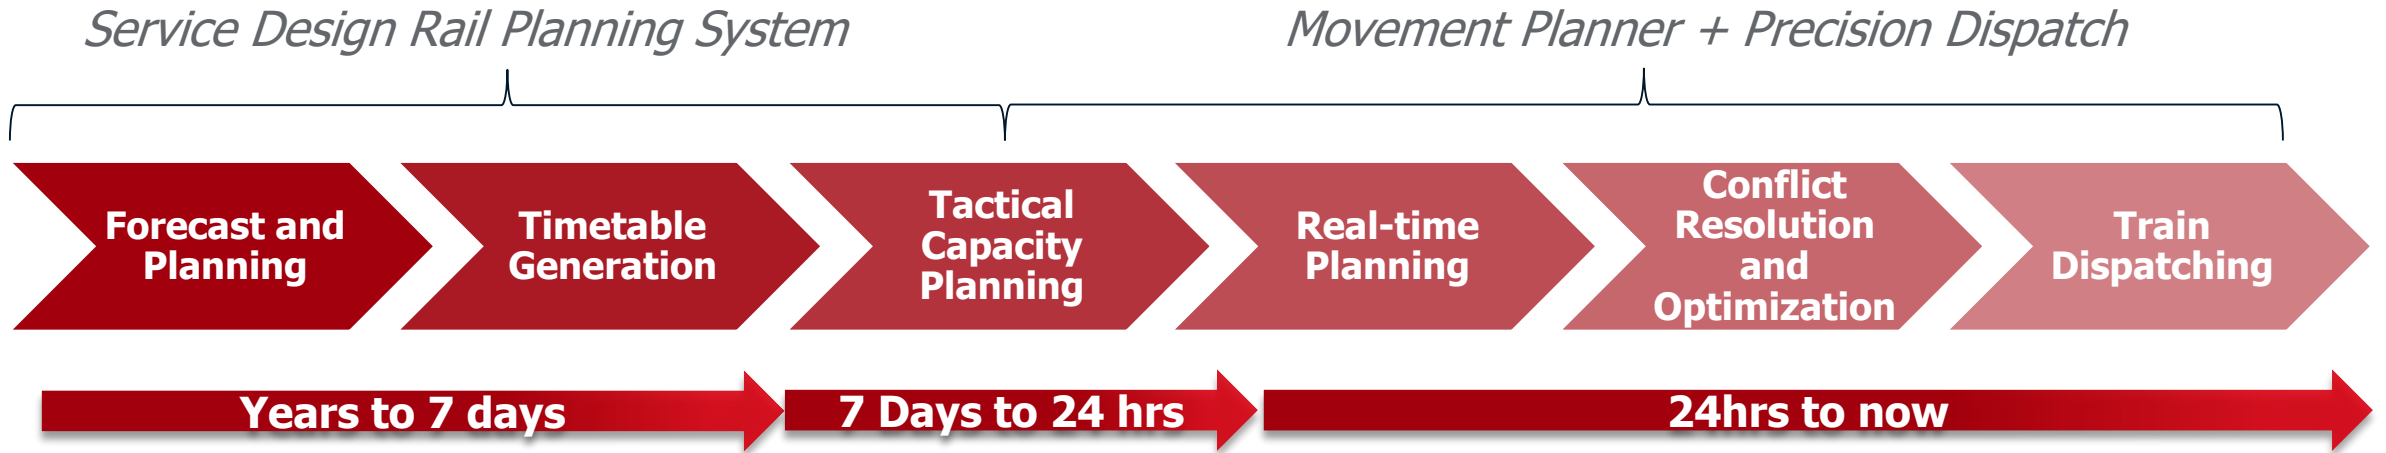 Service Design Rail Planning System
Movement Planner + Precision Dispatch
Forecast and
Planning
Timetable
Generation
Tactical
Capacity
Planning
Real-time
Planning
Conflict
Resolution
and
Optimization
Train
Dispatching
Years to 7 days
7 Days to 24 hrs
24hrs to now